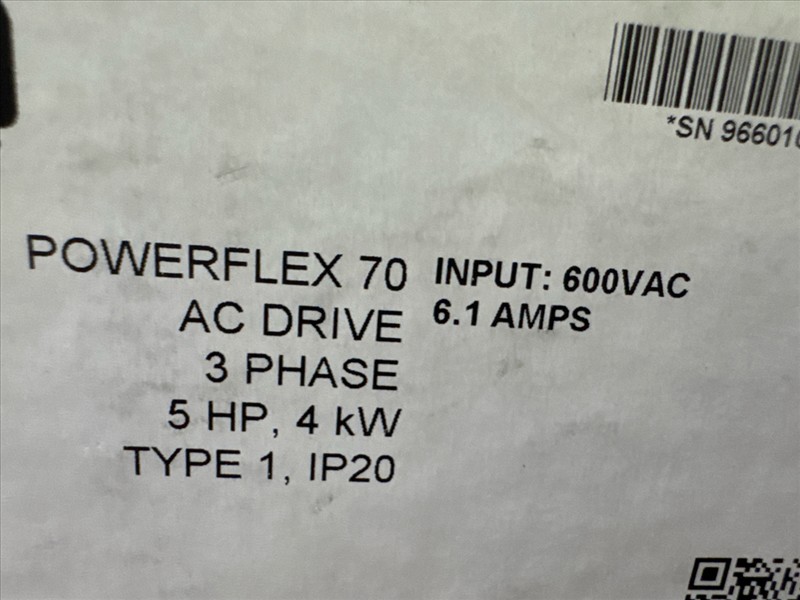 *SN 96601
POWERFLEX 70
AC DRIVE
3 PHASE
5 HP, 4 kW
TYPE 1, IP20
INPUT: 600VAC
6.1 AMPS